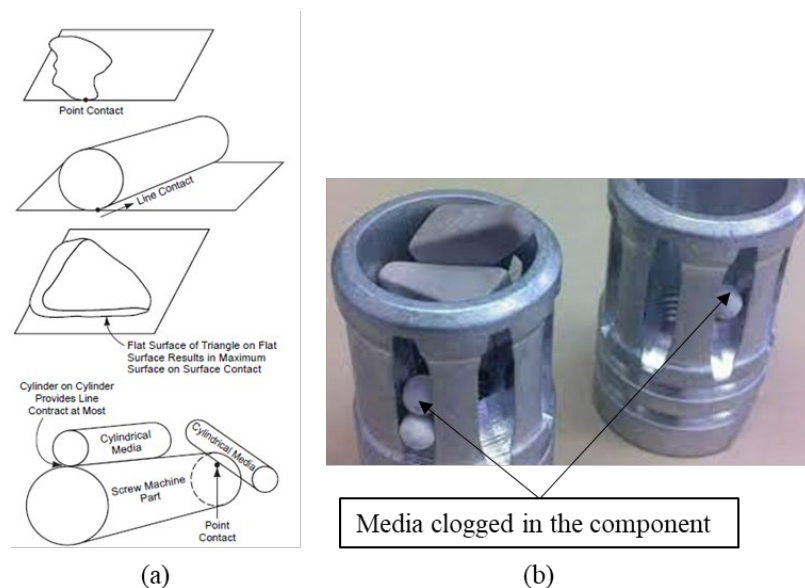 Point Contact
Line Contact
Flat Surface of Triangle on Flat
Surface Results in Maximum
Surface on Surface Contact
Cylinder on Cylinder
Provides Line
Contract at Most
Cylindrical
Media
Cylindrical Media
Screw Machine
Part
Point
Contact
Media clogged in the component
(a)
(b)